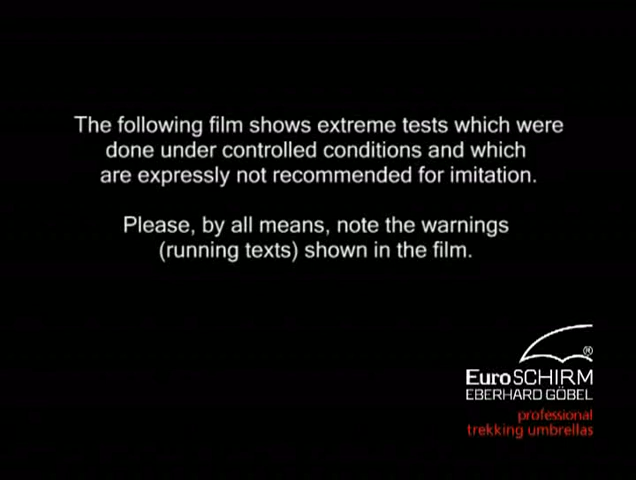 The following film shows extreme tests which were
done under controlled conditions and which
are expressly not recommended for imitation.
Please, by all means, note the warnings
(running texts) shown in the film.
®
EuroSCHIRM
EBERHARD GÖBEL
professional
trekking umbrellas